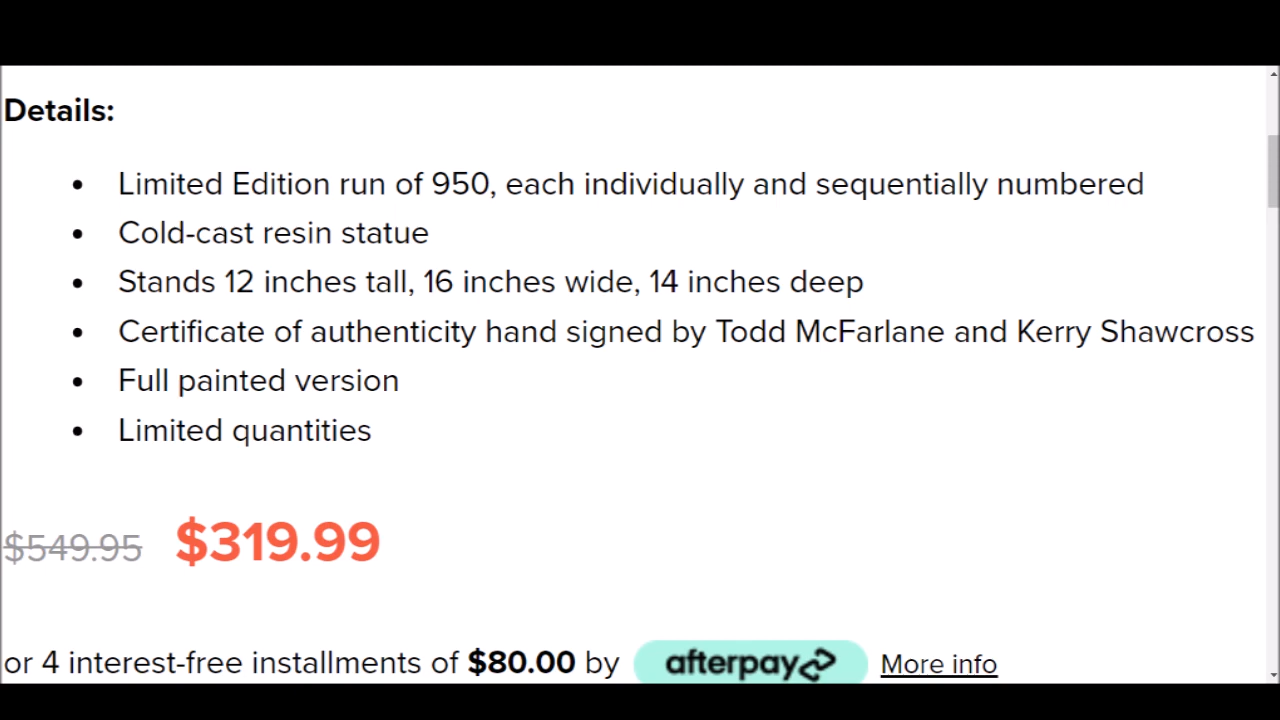 Details:
• Limited Edition run of 950, each individually and sequentially numbered
• Cold-cast resin statue
• Stands 12 inches tall, 16 inches wide, 14 inches deep
• Certificate of authenticity hand signed by Todd McFarlane and Kerry Shawcross
• Full painted version
• Limited quantities
$549.95 $319.99
or 4 interest-free installments of $80.00 by afterpay More info